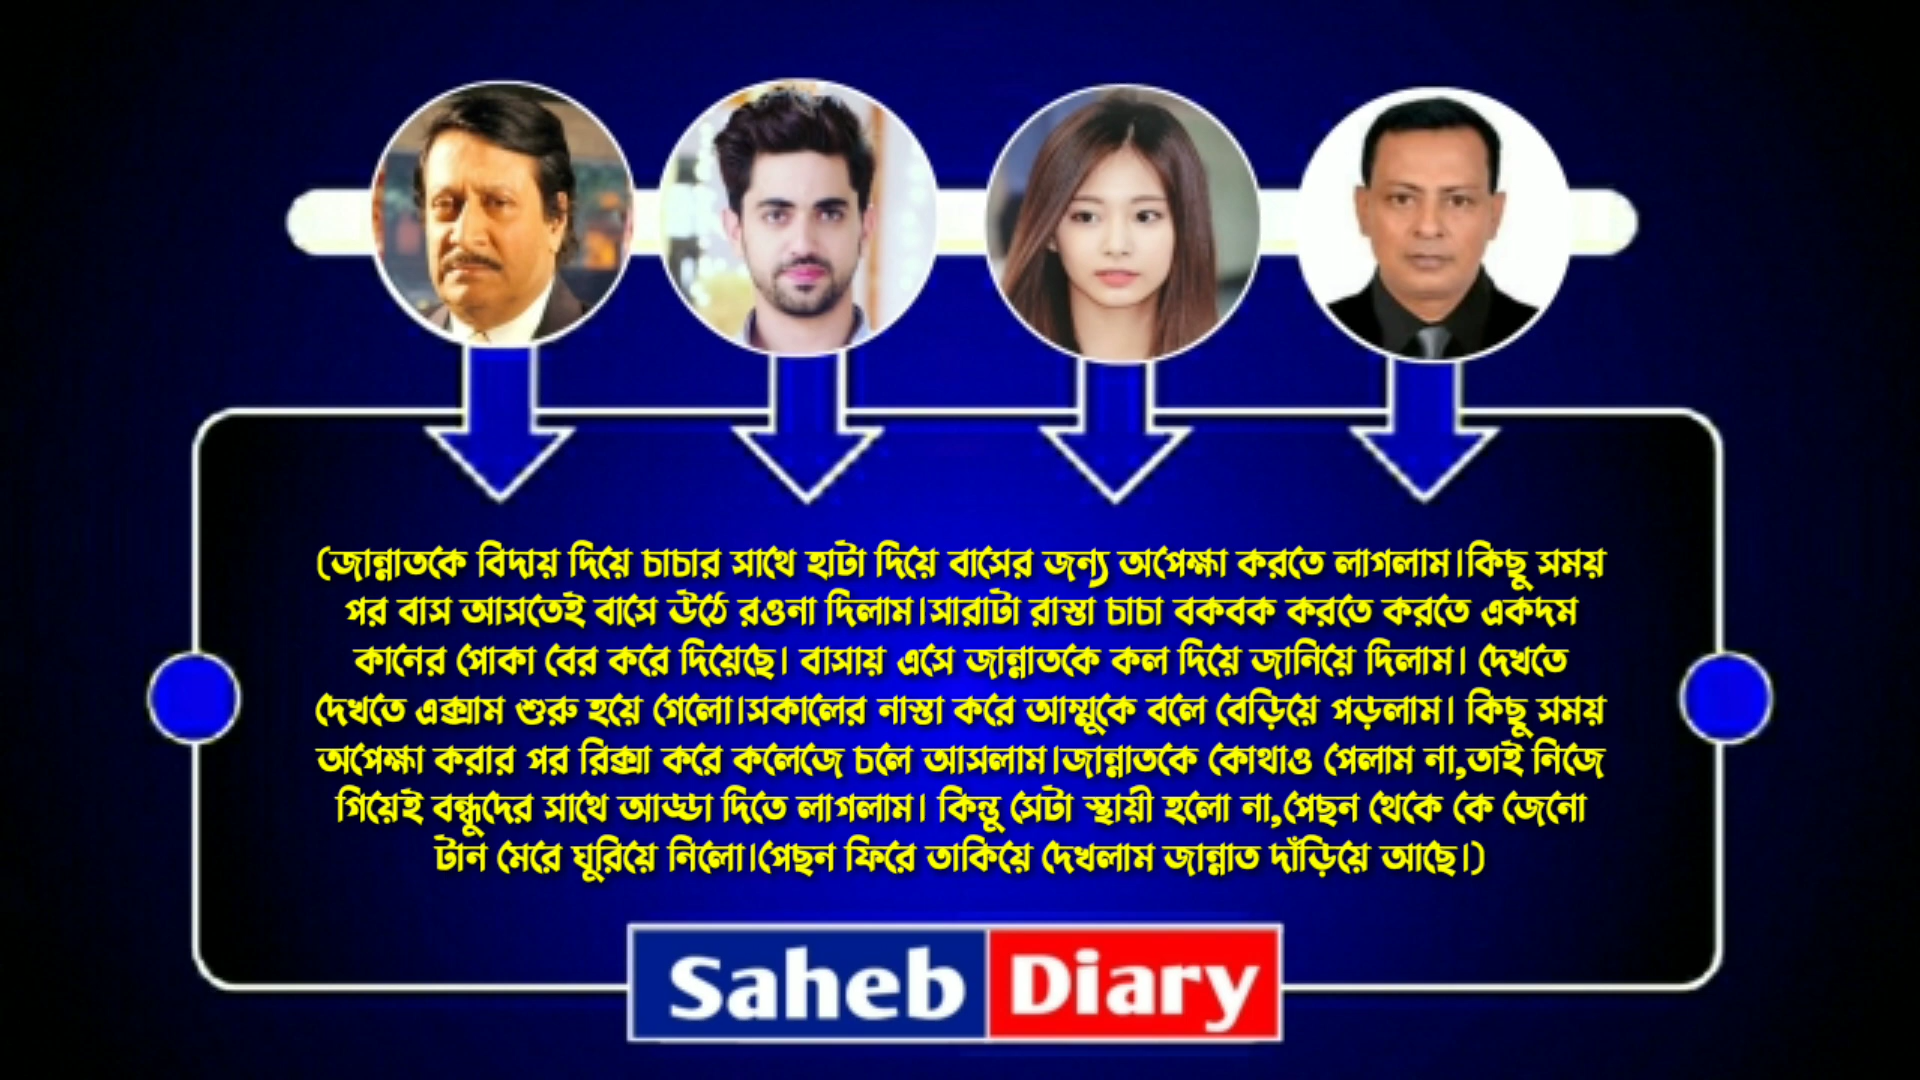 (জোন্নাতকে বিদায় দিয়ে চাচার সাথে হাটা দিয়ে বাসের জন্য অপেক্ষা করতে লাগলাম।কিছু সময়
পর বাস আসতেই বাসে উঠে রওনা দিলাম।সারাটা রাস্তা চাচা বকবক করতে করতে একদম
কানের পোকা বের করে দিয়েছে। বাসায় এসে জান্নাতকে কল দিয়ে জানিয়ে দিলাম। দেখতে
দেখতে এক্সাম শুরু হয়ে গেলো।সকালের নাস্তা করে আম্মুকে বলে বেড়িয়ে পড়লাম। কিছু সময়
অপেক্ষা করার পর রিক্সা করে কলেজে চলে আসলাম।জান্নাতকে কোথাও পেলাম না,তাই নিজে
গিয়েই বন্ধুদের সাথে আড্ডা দিতে লাগলাম। কিন্তু সেটা স্থায়ী হলো না,পেছন থেকে কে জেনো
টান মেরে ঘুরিয়ে নিলো।পেছন ফিরে তাকিয়ে দেখলাম জান্নাত দাঁড়িয়ে আছে।)
Saheb Diary